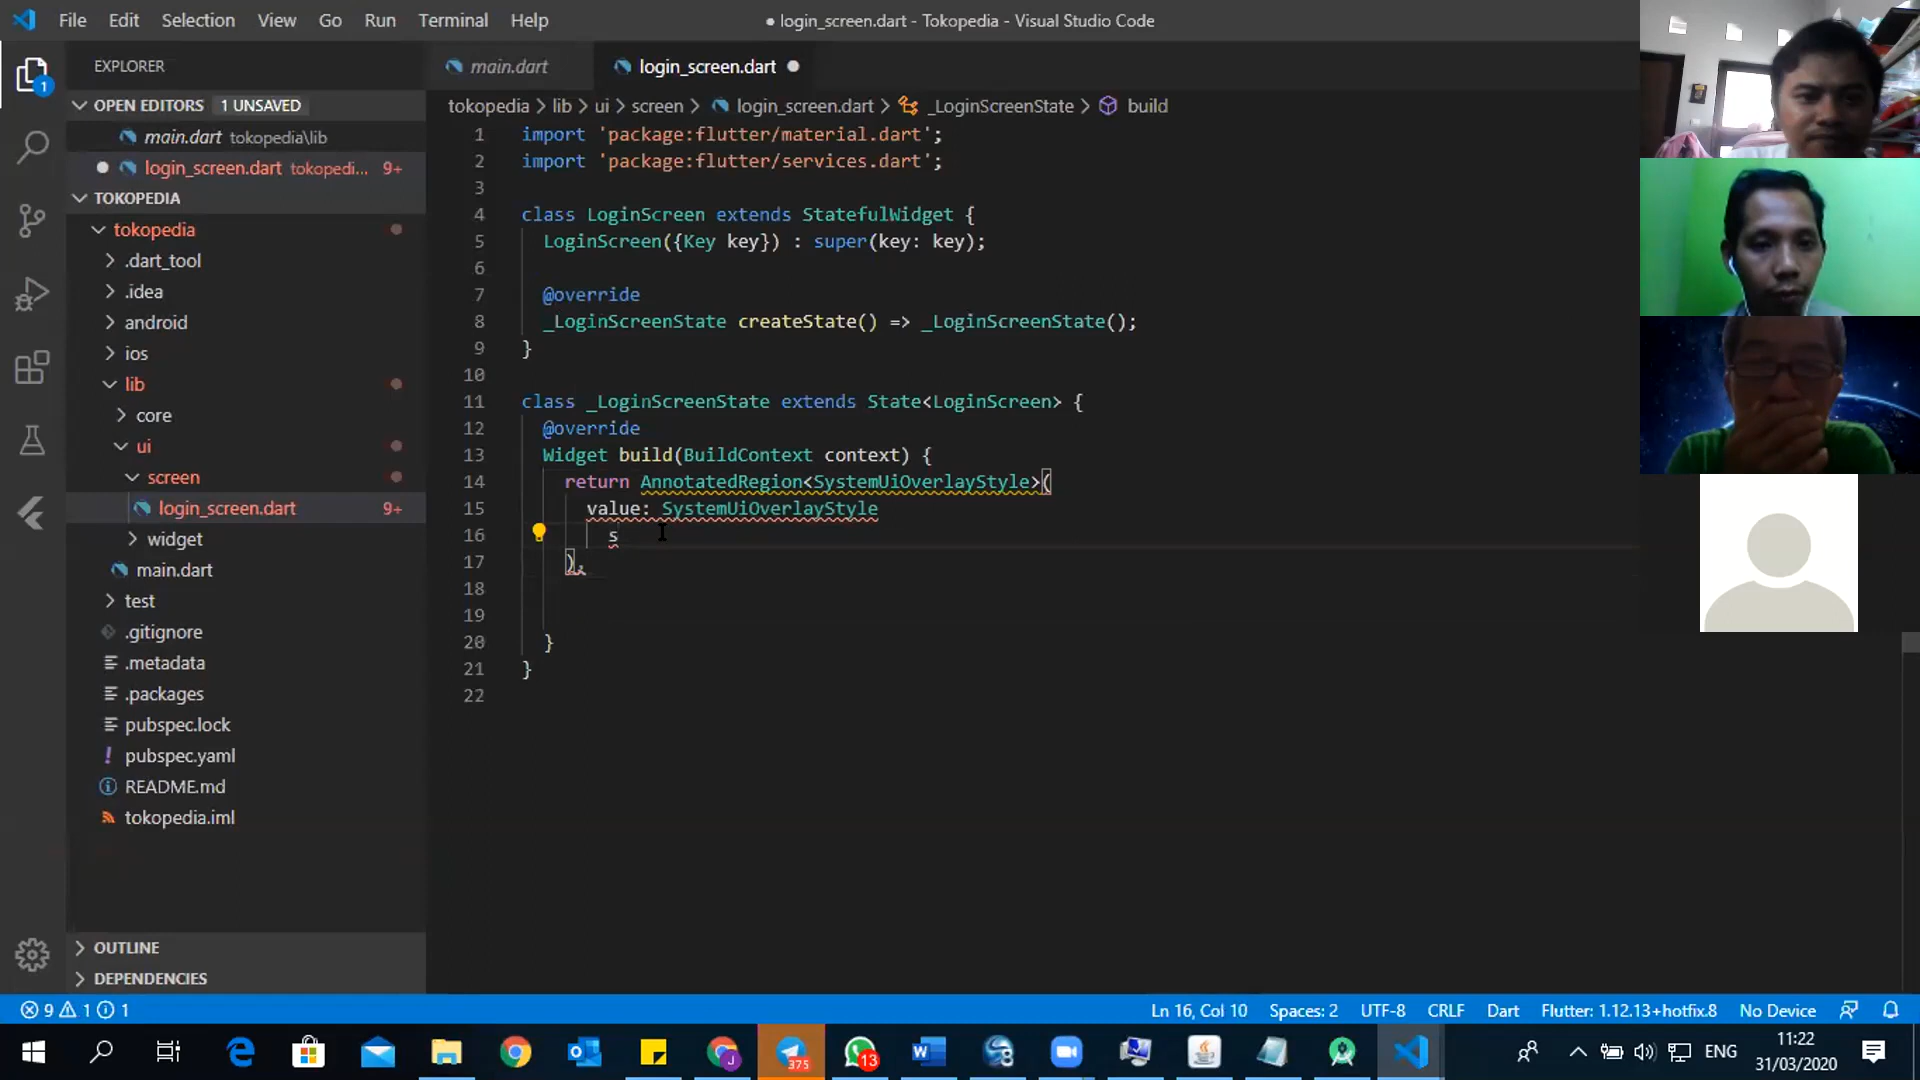 File Edit Selection View Go Run Terminal Help
● login_screen.dart - Tokopedia - Visual Studio Code
EXPLORER
OPEN EDITORS 1 UNSAVED
main.dart tokopedia\lib
login_screen.dart tokopedi... 9+
TOKOPEDIA
tokopedia
.dart_tool
.idea
android
ios
lib
core
ui
screen
login_screen.dart 9+
widget
main.dart
test
.gitignore
.metadata
.packages
pubspec.lock
pubspec.yaml
README.md
tokopedia.iml
OUTLINE
DEPENDENCIES
main.dart login_screen.dart
tokopedia > lib > ui > screen > login_screen.dart > _LoginScreenState > build
1 import 'package:flutter/material.dart';
2 import 'package:flutter/services.dart';
3
4 class LoginScreen extends StatefulWidget {
5 LoginScreen({Key key}) : super(key: key);
6
7 @override
8 _LoginScreenState createState() => _LoginScreenState();
9 }
10
11 class _LoginScreenState extends State<LoginScreen> {
12 @override
13 Widget build(BuildContext context) {
14 return AnnotatedRegion<SystemUiOverlayStyle>(
15 value: SystemUiOverlayStyle
16 s
17 ),
18
19
20 }
21 }
22
9 1 1 Ln 16, Col 10 Spaces: 2 UTF-8 CRLF Dart Flutter: 1.12.13+hotfix.8 No Device
1 J 375 13 W ENG 11:22
31/03/2020